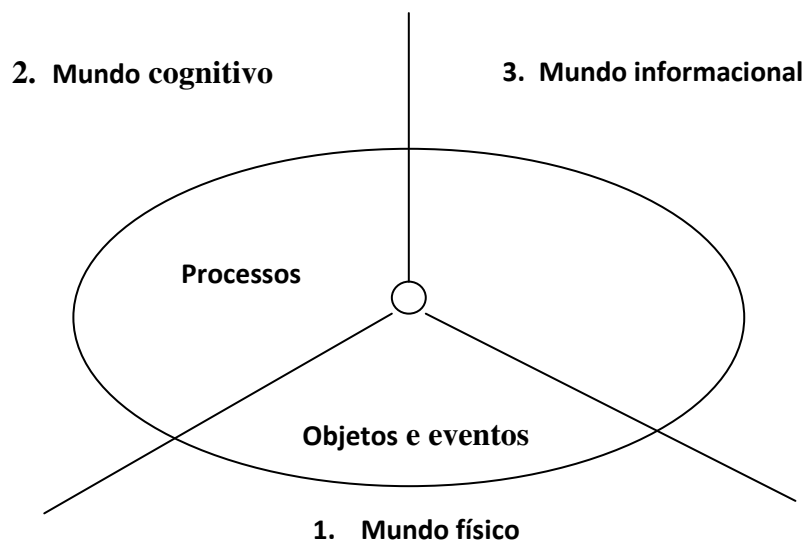 2. Mundo cognitivo
3. Mundo informacional
Processos
Objetos e eventos
1. Mundo físico